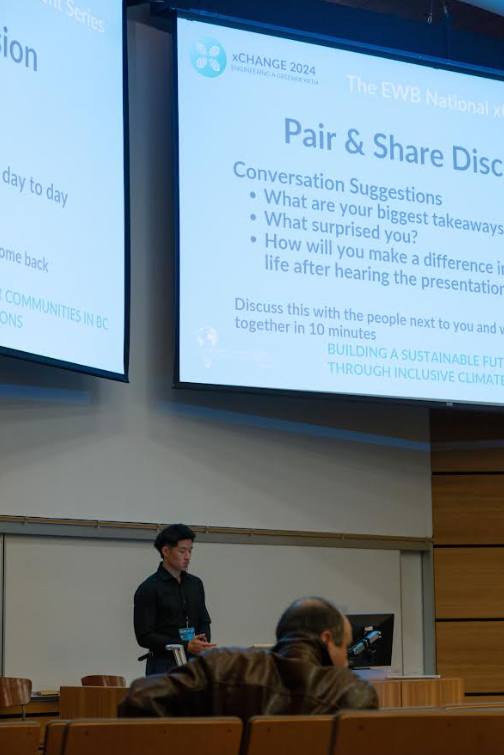 nt Series
sion
day to day
ome back
COMMUNITIES IN BC
ONS
xCHANGE 2024
ENGINEERING A GREENER
The EWB National
Pair & Share Disc
Conversation Suggestions
• What are your biggest takeaways
• What surprised you?
• How will you make a difference in
life after hearing the presentation
Discuss this with the people next to you and w
together in 10 minutes
BUILDING A SUSTAINABLE FUT
THROUGH INCLUSIVE CLIMAT